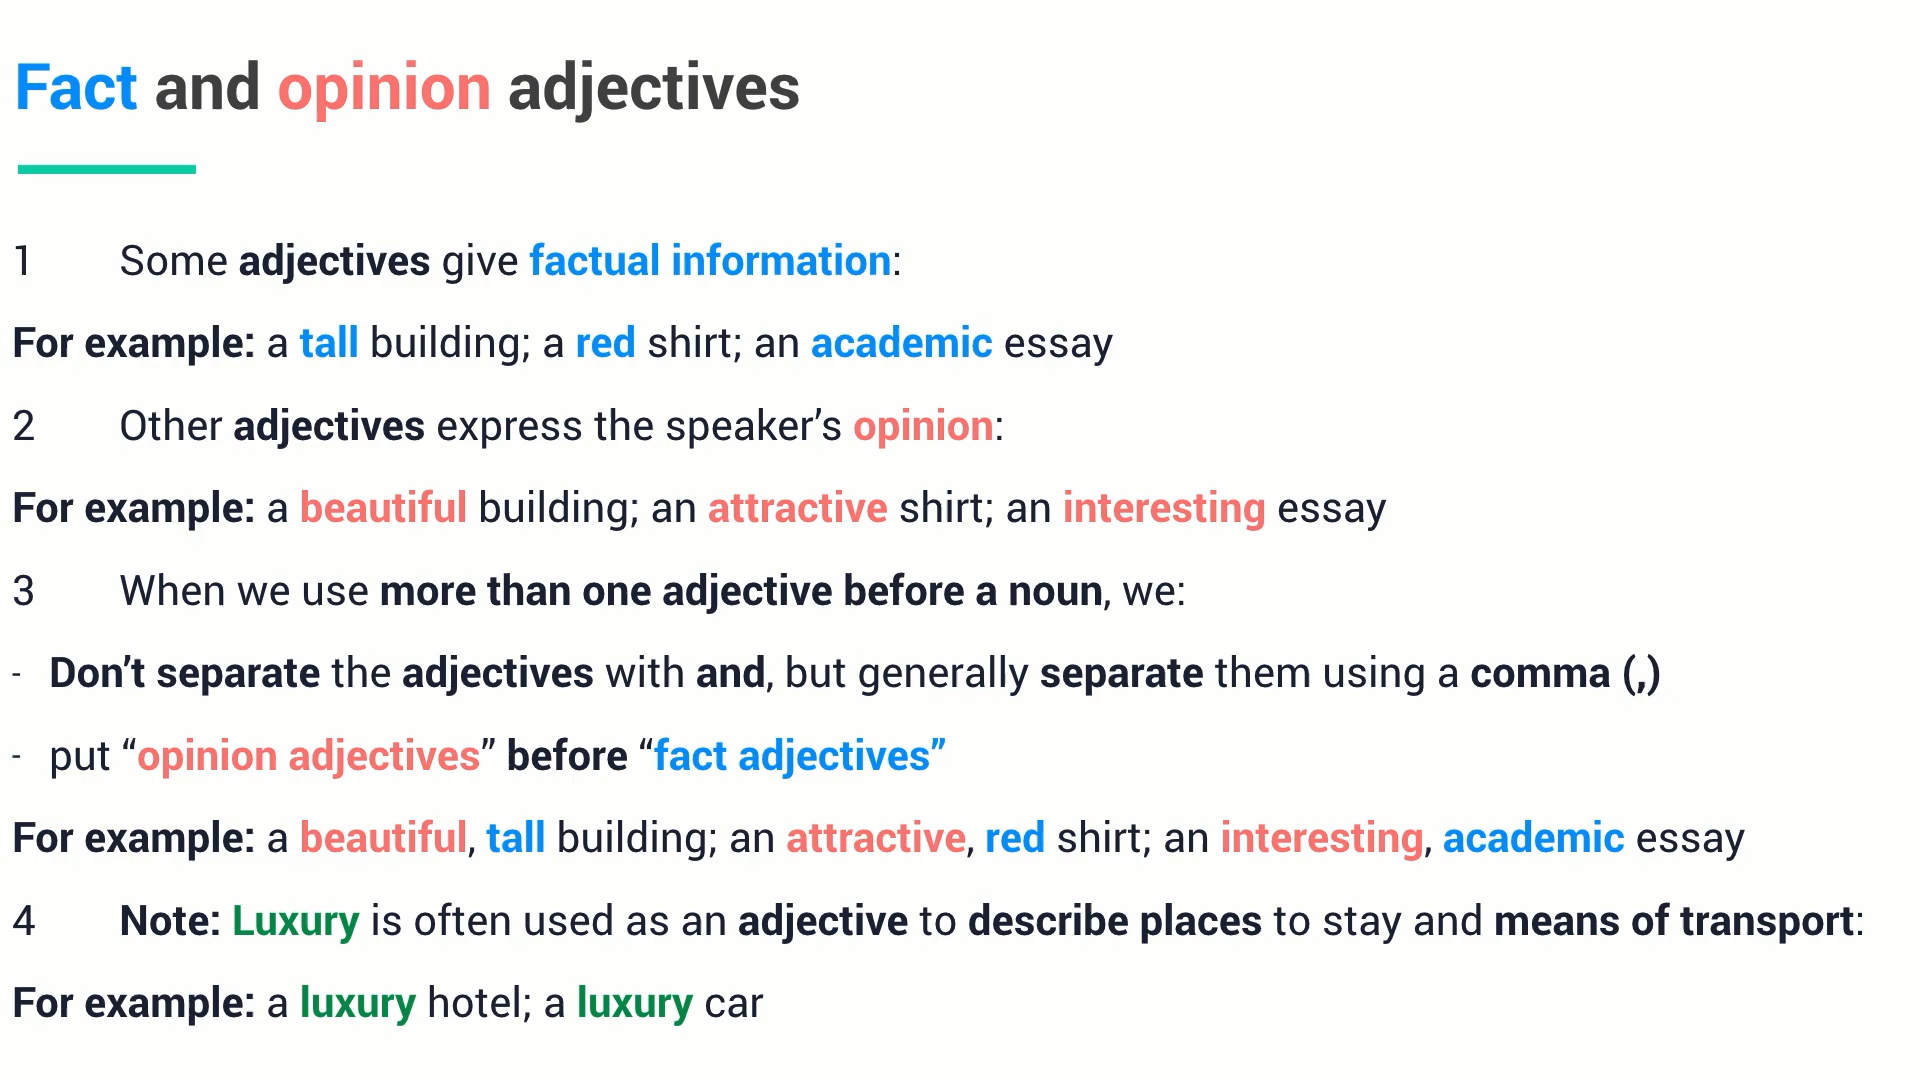 Fact and opinion adjectives
1 Some adjectives give factual information:
For example: a tall building; a red shirt; an academic essay
2 Other adjectives express the speaker’s opinion:
For example: a beautiful building; an attractive shirt; an interesting essay
3 When we use more than one adjective before a noun, we:
- Don’t separate the adjectives with and, but generally separate them using a comma (,)
- put “opinion adjectives” before “fact adjectives”
For example: a beautiful, tall building; an attractive, red shirt; an interesting, academic essay
4 Note: Luxury is often used as an adjective to describe places to stay and means of transport:
For example: a luxury hotel; a luxury car